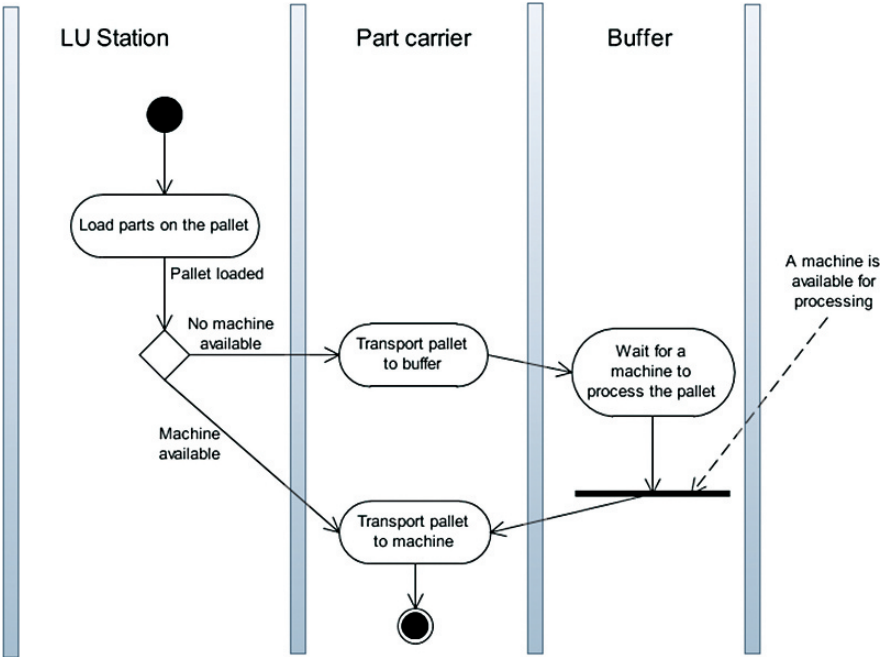 LU Station
Part carrier
Buffer
Load parts on the pallet
Pallet loaded
A machine is
available for
processing
No machine
available
Transport pallet
to buffer
Wait for a
machine to
process the pallet
Machine
available
Transport pallet
to machine